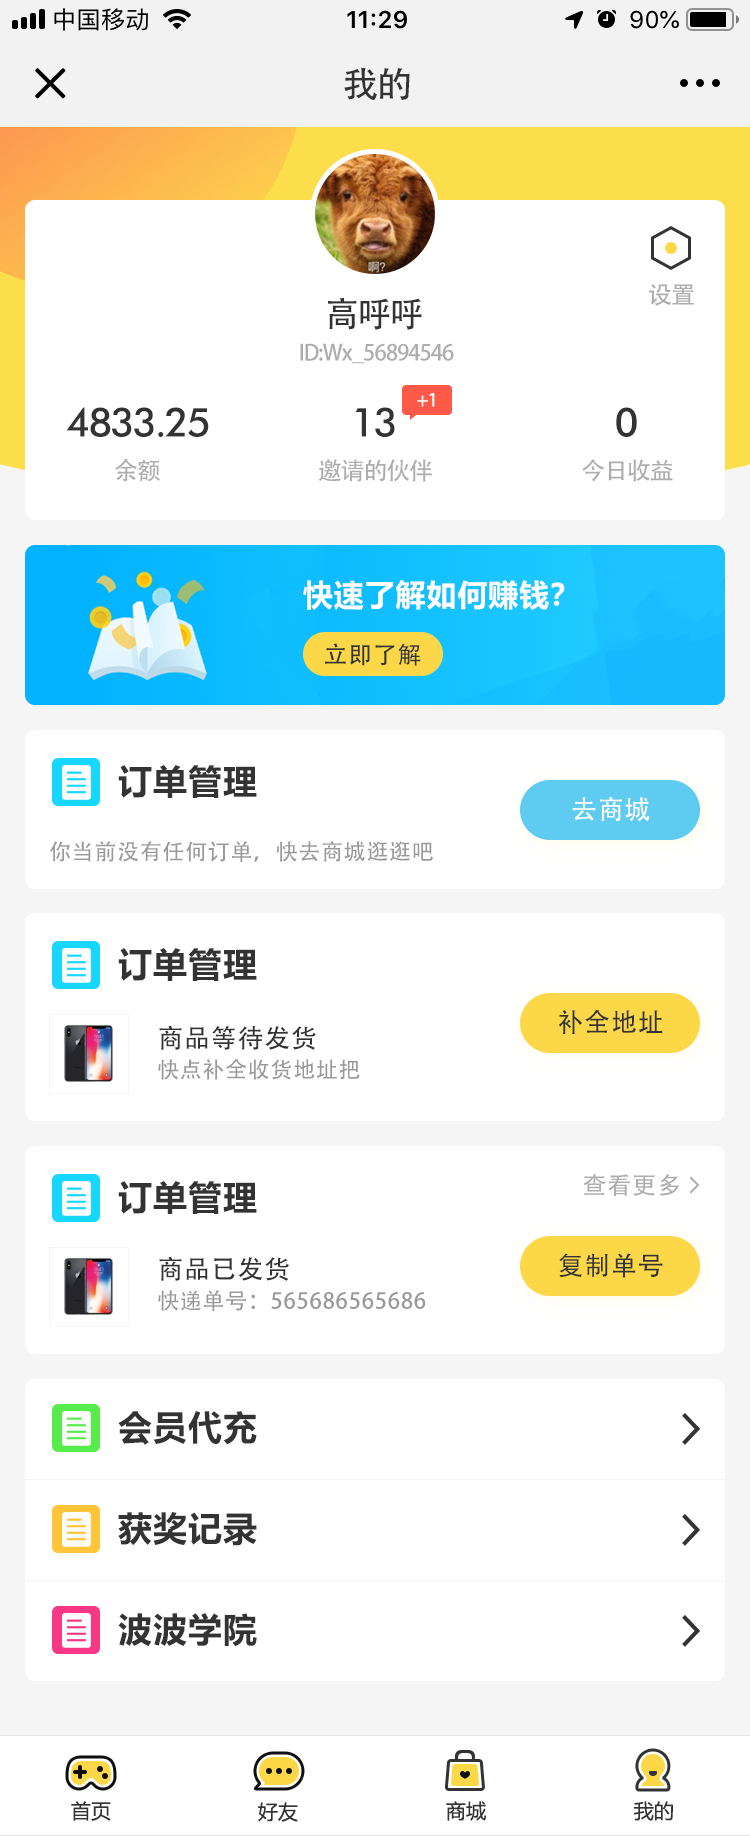 中国移动
11:29
90%
我的
啊?
设置
高呼呼
ID:Wx_56894546
4833.25
13
+1
0
余额
邀请的伙伴
今日收益
快速了解如何赚钱?
立即了解
订单管理
去商城
你当前没有任何订单，快去商城逛逛吧
订单管理
商品等待发货
快点补全收货地址把
补全地址
订单管理
查看更多
商品已发货
快递单号：565686565686
复制单号
会员代充
获奖记录
波波学院
首页
好友
商城
我的